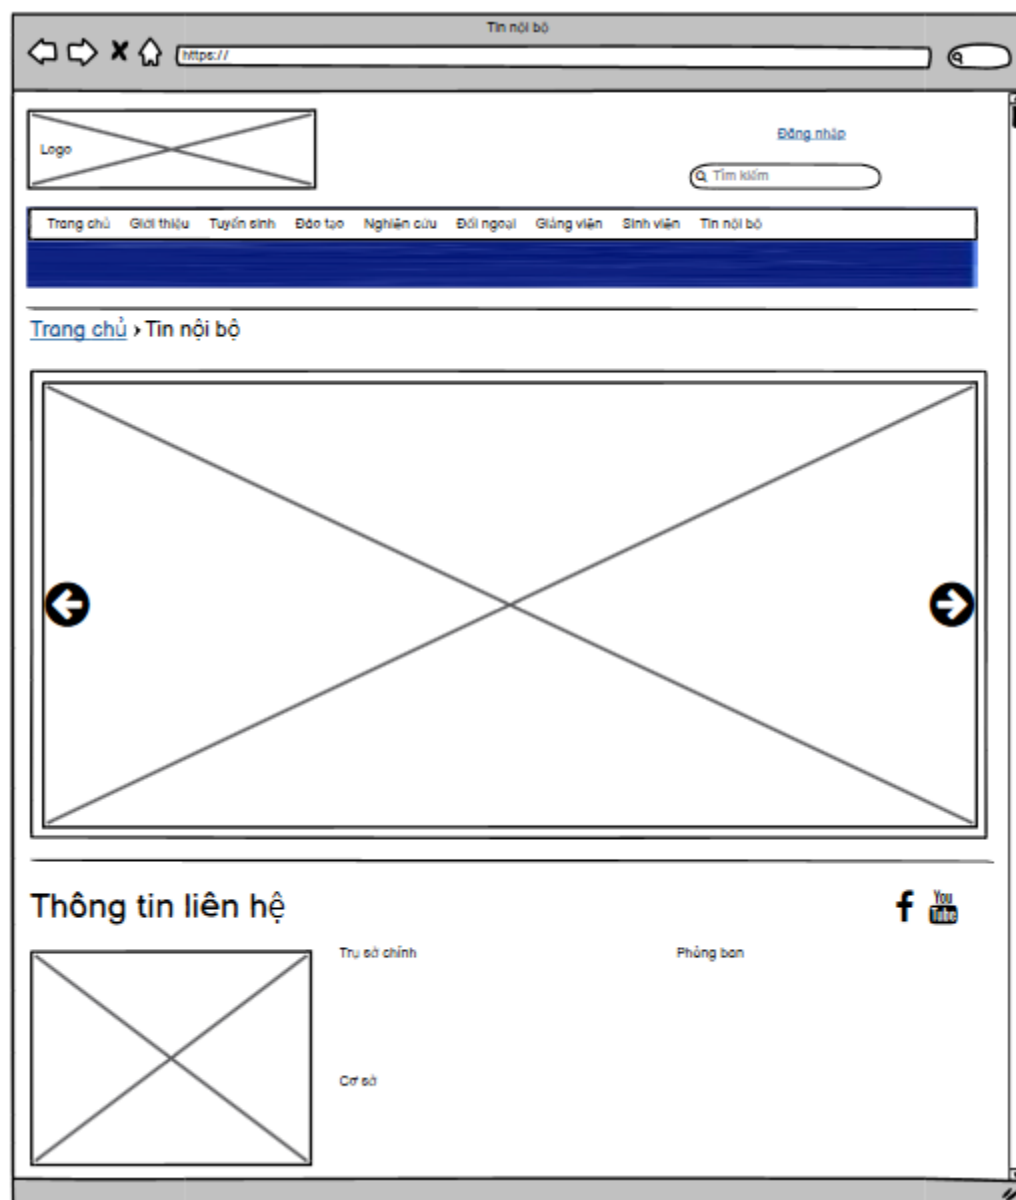 Tin nội bộ
https://
Logo
Đăng nhập
Tìm kiếm
Trang chủ Giới thiệu Tuyển sinh Đào tạo Nghiên cứu Đối ngoại Giảng viên Sinh viên Tin nội bộ
Trang chủ › Tin nội bộ
Thông tin liên hệ
You
Tube
Trụ sở chính
Phòng ban
Cơ sở